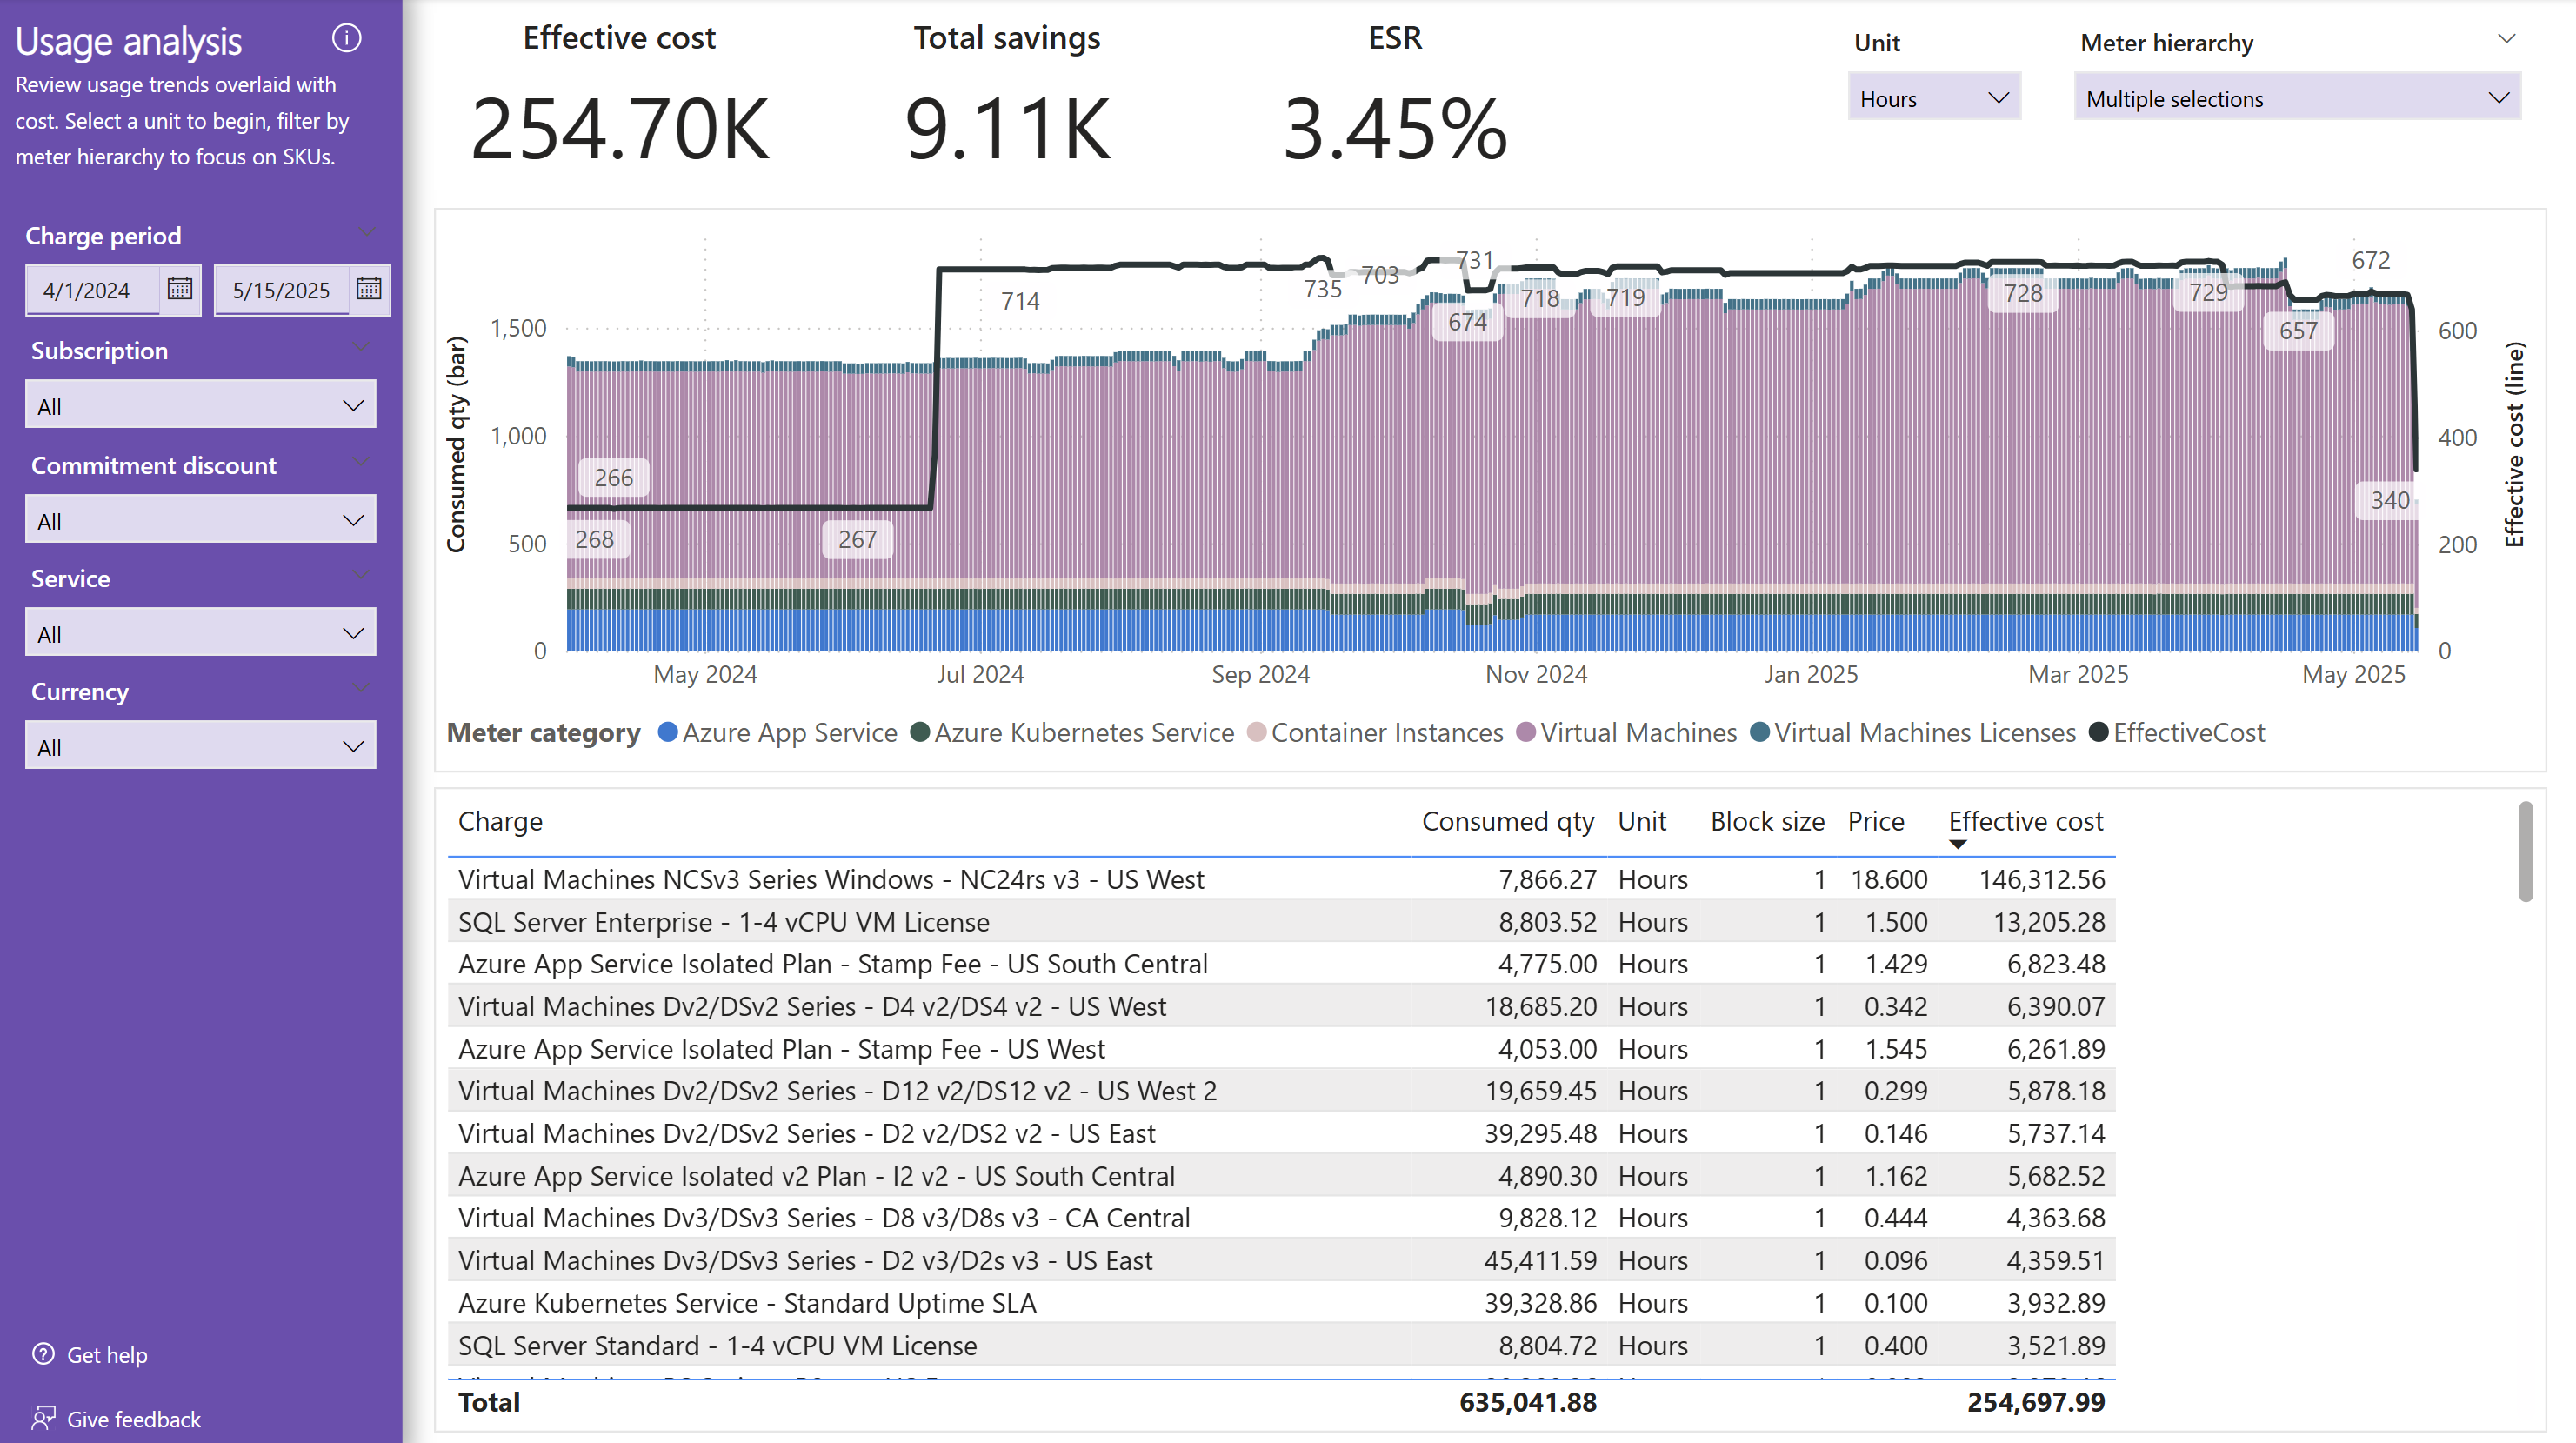 Usage analysis
Review usage trends overlaid with
cost. Select a unit to begin, filter by
meter hierarchy to focus on SKUs.
Charge period
4/1/2024 5/15/2025
Subscription
All
Commitment discount
All
Service
All
Currency
All
Get help
Give feedback
Effective cost Total savings ESR
254.70K 9.11K 3.45%
Unit Meter hierarchy
Hours Multiple selections
Consumed qty (bar)
1,500
1,000
500
0
266
268
267
714
735
703
731
674
718
719
728
729
657
672
340
600
400
200
0
Effective cost (line)
May 2024 Jul 2024 Sep 2024 Nov 2024 Jan 2025 Mar 2025 May 2025
Meter category Azure App Service Azure Kubernetes Service Container Instances Virtual Machines Virtual Machines Licenses EffectiveCost
Charge Consumed qty Unit Block size Price Effective cost
Virtual Machines NCSv3 Series Windows - NC24rs v3 - US West 7,866.27 Hours 1 18.600 146,312.56
SQL Server Enterprise - 1-4 vCPU VM License 8,803.52 Hours 1 1.500 13,205.28
Azure App Service Isolated Plan - Stamp Fee - US South Central 4,775.00 Hours 1 1.429 6,823.48
Virtual Machines Dv2/DSv2 Series - D4 v2/DS4 v2 - US West 18,685.20 Hours 1 0.342 6,390.07
Azure App Service Isolated Plan - Stamp Fee - US West 4,053.00 Hours 1 1.545 6,261.89
Virtual Machines Dv2/DSv2 Series - D12 v2/DS12 v2 - US West 2 19,659.45 Hours 1 0.299 5,878.18
Virtual Machines Dv2/DSv2 Series - D2 v2/DS2 v2 - US East 39,295.48 Hours 1 0.146 5,737.14
Azure App Service Isolated v2 Plan - I2 v2 - US South Central 4,890.30 Hours 1 1.162 5,682.52
Virtual Machines Dv3/DSv3 Series - D8 v3/D8s v3 - CA Central 9,828.12 Hours 1 0.444 4,363.68
Virtual Machines Dv3/DSv3 Series - D2 v3/D2s v3 - US East 45,411.59 Hours 1 0.096 4,359.51
Azure Kubernetes Service - Standard Uptime SLA 39,328.86 Hours 1 0.100 3,932.89
SQL Server Standard - 1-4 vCPU VM License 8,804.72 Hours 1 0.400 3,521.89
Total 635,041.88 254,697.99